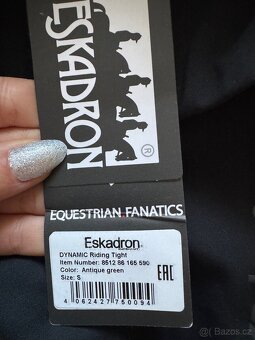 ESKADRON
®
EQUESTRIAN FANATICS
Eskadron®
DYNAMIC Riding Tight
Item Number: 8612 86 165 590
Color: Antique green
Size: S
EAC
4 062427 750094
Bazoš.cz